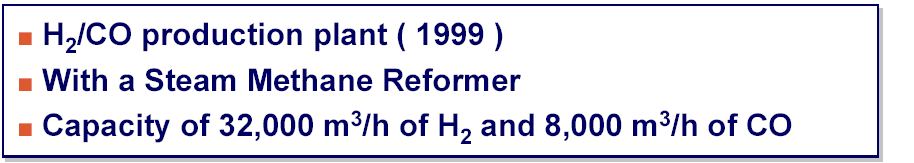 ■ H₂/CO production plant ( 1999 )
■ With a Steam Methane Reformer
■ Capacity of 32,000 m³/h of H₂ and 8,000 m³/h of CO